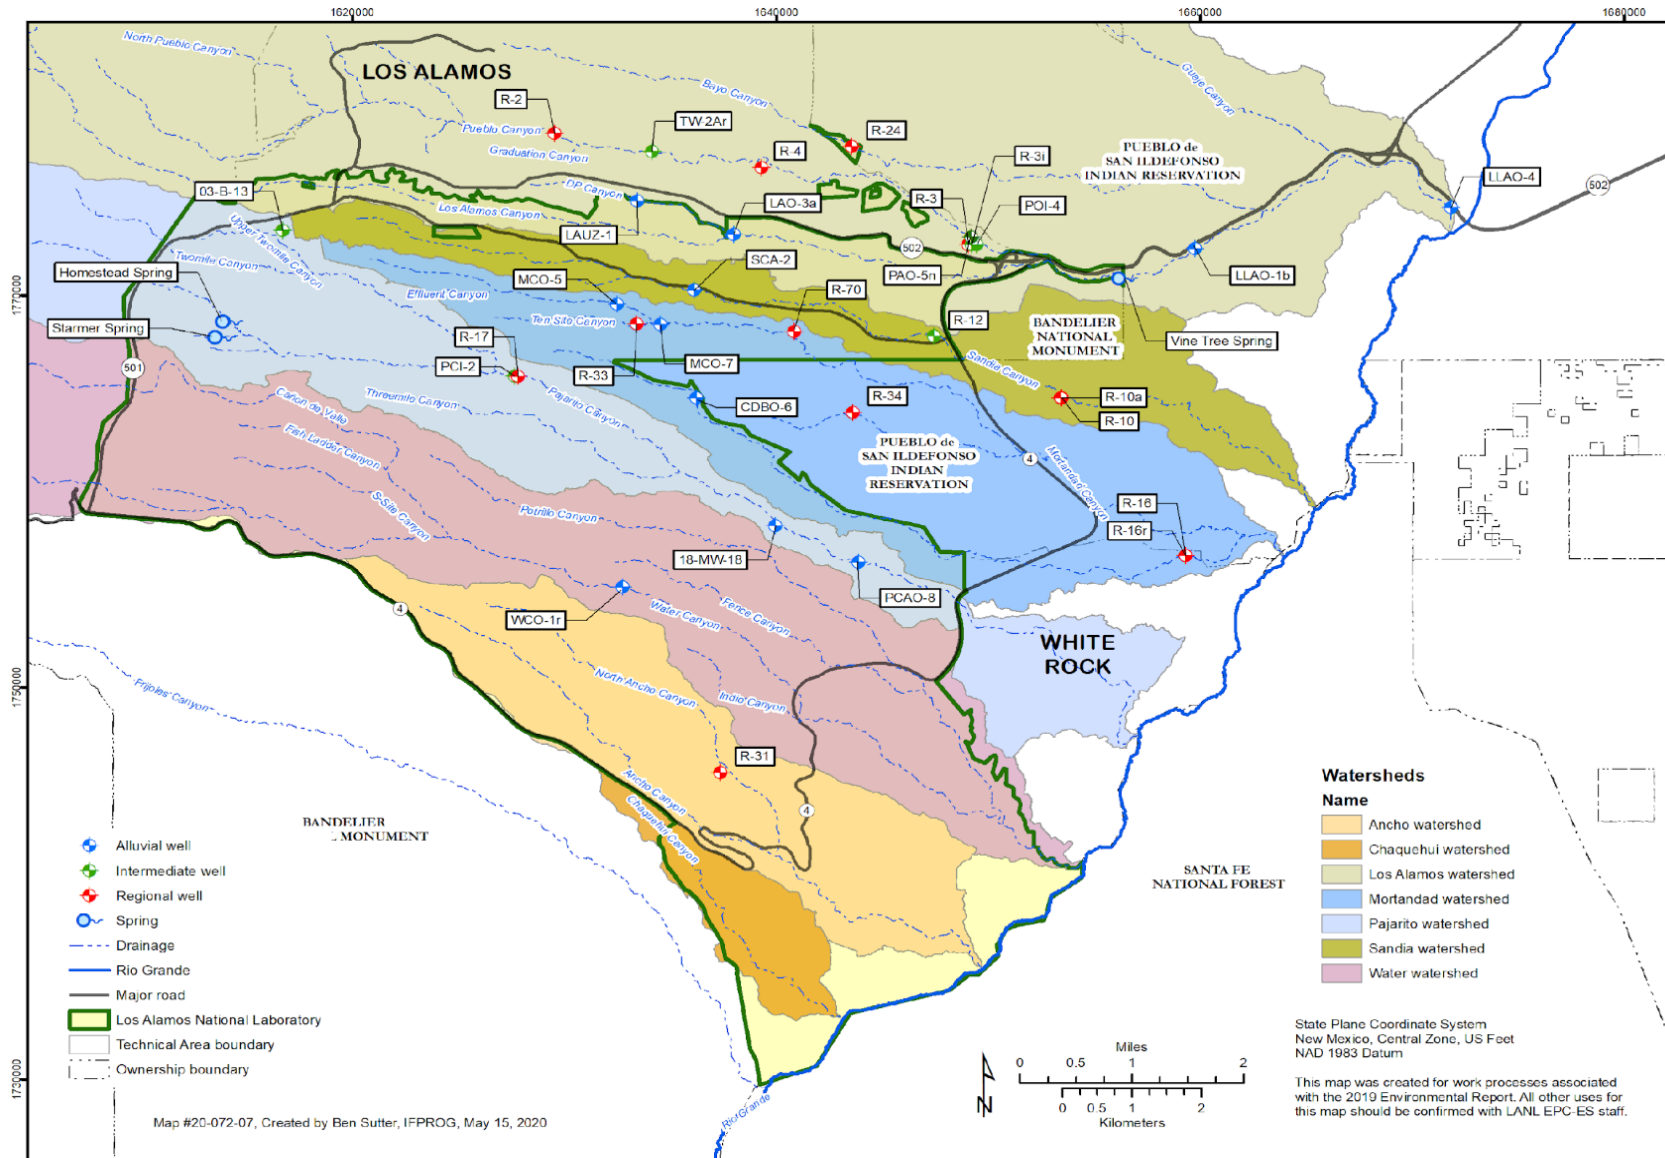 1620000
1640000
1660000
1680000
North Pueblo Canyon
LOS ALAMOS
Bayo Canyon
Guaje Canyon
R-2
TW-2Ar
Pueblo Canyon
R-24
R-4
Graduation Canyon
R-3i
PUEBLO de
SAN ILDEFONSO
INDIAN RESERVATION
LLAO-4
502
03-B-13
DP Canyon
LAO-3a
R-3
POI-4
Los Alamos Canyon
LAUZ-1
502
Upper Twomile Canyon
Twomile Canyon
SCA-2
PAO-5n
LLAO-1b
Homestead Spring
MCO-5
Effluent Canyon
R-70
1770000
Starmer Spring
Ten Site Canyon
R-12
BANDELIER
NATIONAL
MONUMENT
Vine Tree Spring
R-17
PCI-2
R-33
MCO-7
Sandia Canyon
501
Cañon de Valle
Threemile Canyon
Pajarito Canyon
CDBO-6
R-34
R-10a
R-10
Fish Ladder Canyon
PUEBLO de
SAN ILDEFONSO
INDIAN
RESERVATION
4
Mortandad Canyon
S-Site Canyon
Potrillo Canyon
R-16
R-16r
18-MW-18
PCAO-8
4
WCO-1r
Water Canyon
Fence Canyon
WHITE
ROCK
1750000
Frijoles Canyon
North Ancho Canyon
Indio Canyon
R-31
Ancho Canyon
Chaquehui Canyon
4
BANDELIER
MONUMENT
SANTA FE
NATIONAL FOREST
Alluvial well
Intermediate well
Regional well
Spring
Drainage
Rio Grande
Major road
Los Alamos National Laboratory
Technical Area boundary
Ownership boundary
Watersheds
Name
Ancho watershed
Chaquehui watershed
Los Alamos watershed
Mortandad watershed
Pajarito watershed
Sandia watershed
Water watershed
State Plane Coordinate System
New Mexico, Central Zone, US Feet
NAD 1983 Datum
This map was created for work processes associated
with the 2019 Environmental Report. All other uses for
this map should be confirmed with LANL EPC-ES staff.
1730000
N
Miles
0 0.5 1 2
0 0.5 1 2
Kilometers
Rio Grande
Map #20-072-07, Created by Ben Sutter, IFPROG, May 15, 2020